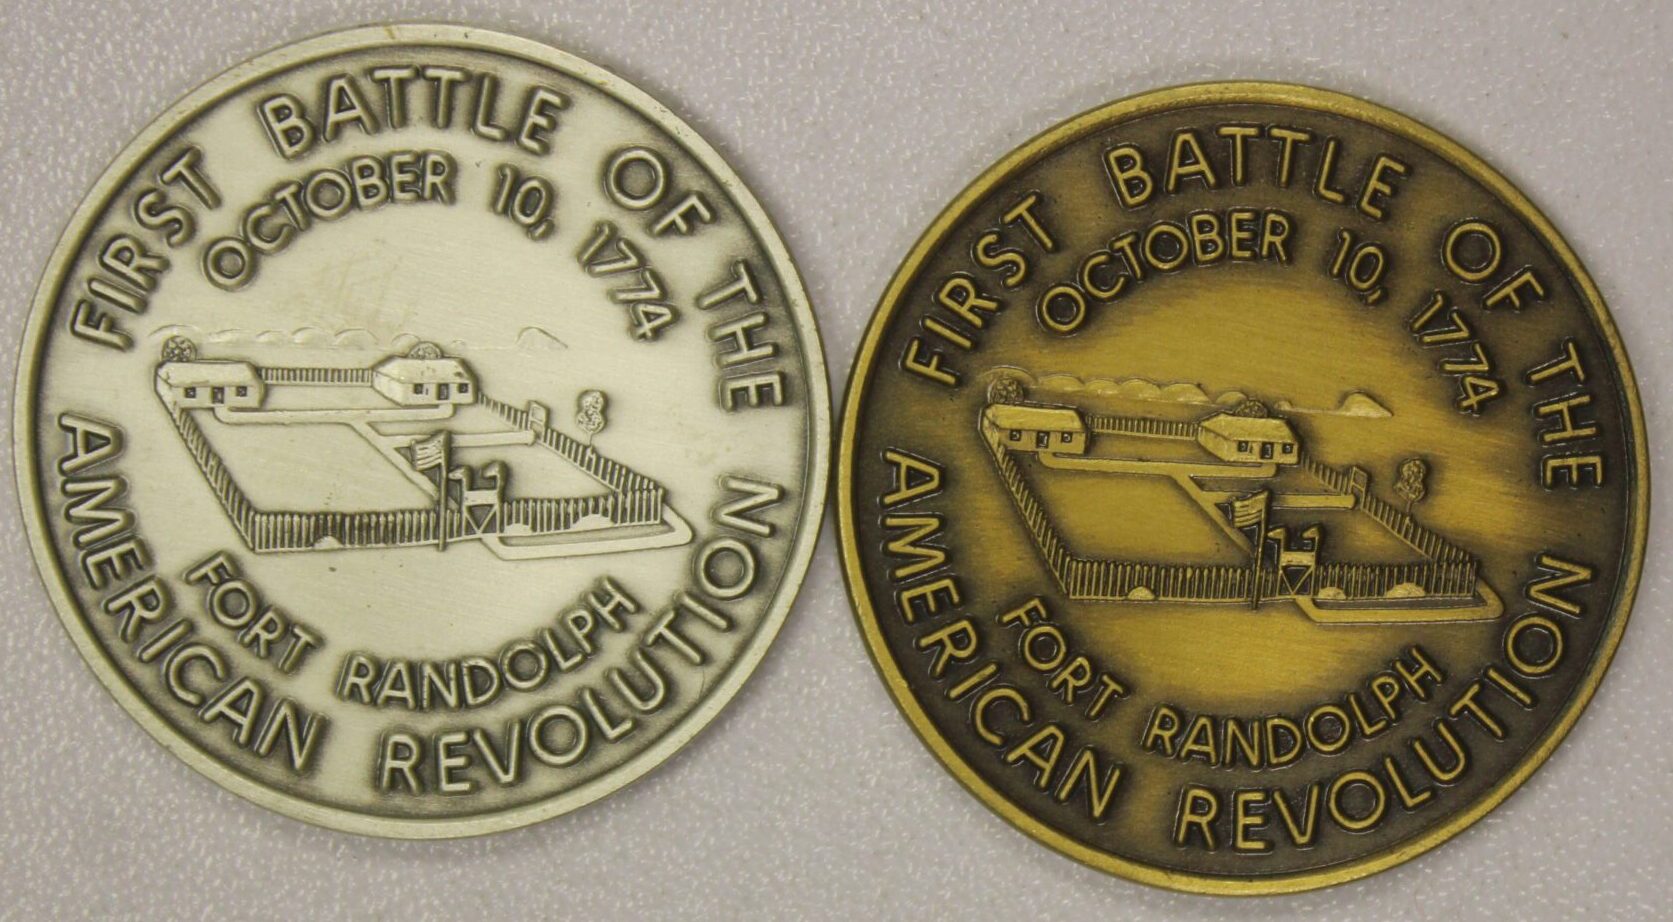 FIRST BATTLE OF THE
OCTOBER 10, 1774
FORT RANDOLPH
AMERICAN REVOLUTION
FIRST BATTLE OF THE
OCTOBER 10, 1774
FORT RANDOLPH
AMERICAN REVOLUTION